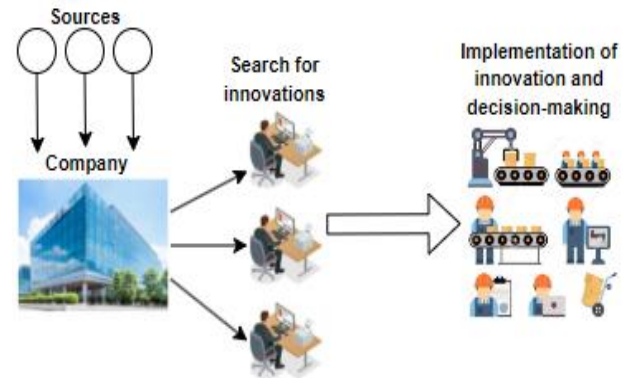 Sources
Company
Search for
innovations
Implementation of
innovation and
decision-making